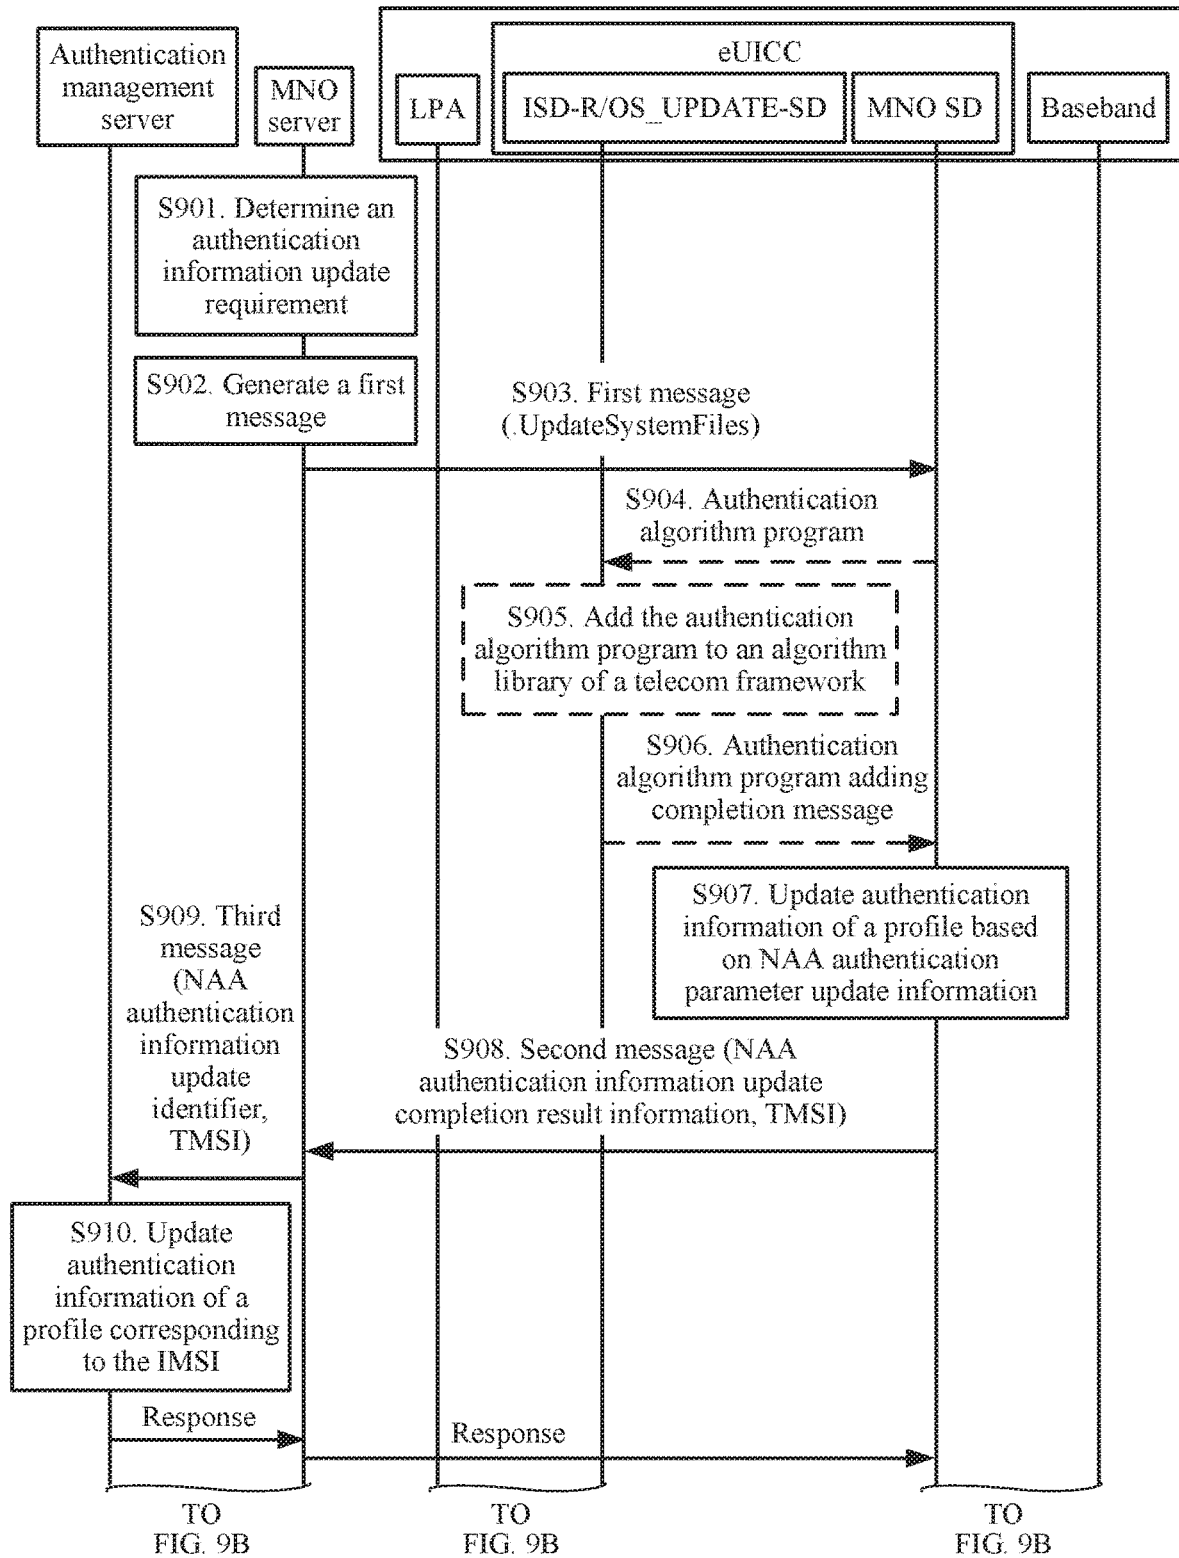 Authentication
management
server
MNO
server
eUICC
LPA
ISD-R/OS_UPDATE-SD
MNO SD
Baseband
S901. Determine an
authentication
information update
requirement
S902. Generate a first
message
S903. First message
(.UpdateSystemFiles)
S904. Authentication
algorithm program
S905. Add the authentication
algorithm program to an algorithm
library of a telecom framework
S906. Authentication
algorithm program adding
completion message
S907. Update authentication
information of a profile based
on NAA authentication
parameter update information
S908. Second message (NAA
authentication information update
completion result information, TMSI)
S909. Third
message
(NAA
authentication
information
update
identifier,
TMSI)
S910. Update
authentication
information of a
profile corresponding
to the IMSI
Response
Response
TO
FIG. 9B
TO
FIG. 9B
TO
FIG. 9B